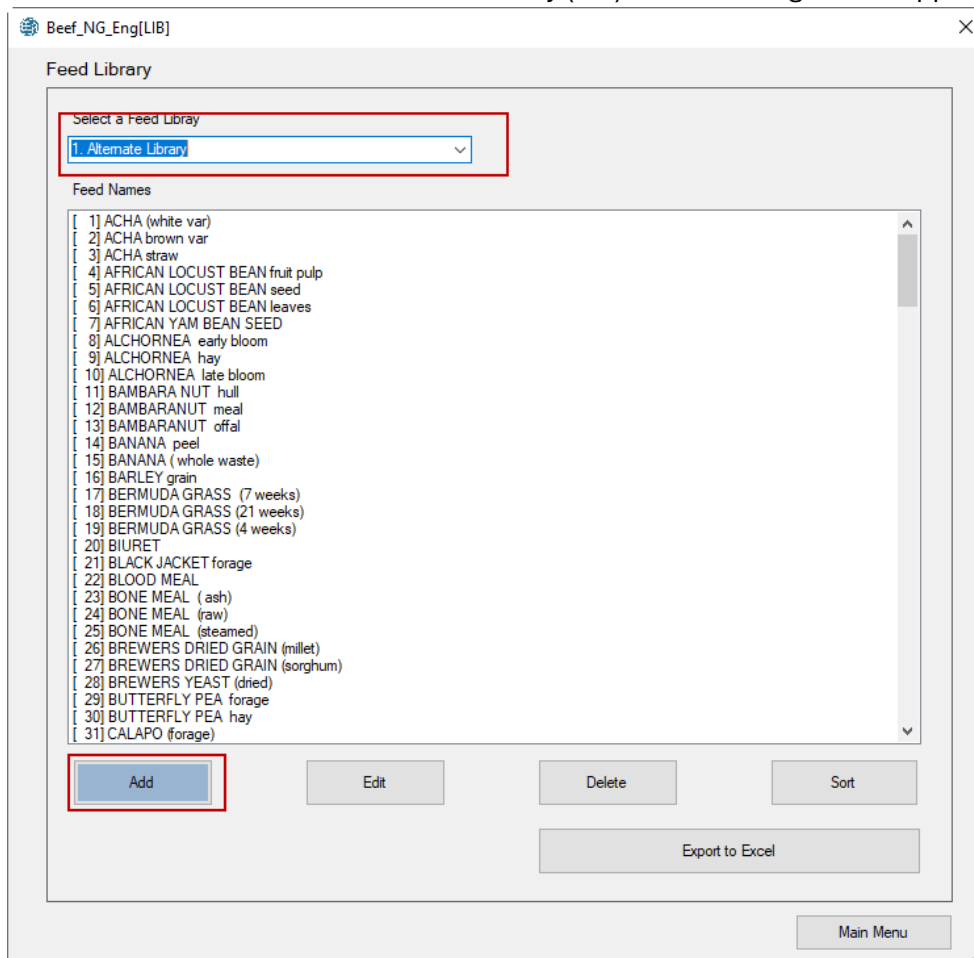 Beef_NG_Eng[LIB]
Feed Library
Select a Feed Libray
1. Alternate Library
Feed Names
[ 1] ACHA (white var)
[ 2] ACHA brown var
[ 3] ACHA straw
[ 4] AFRICAN LOCUST BEAN fruit pulp
[ 5] AFRICAN LOCUST BEAN seed
[ 6] AFRICAN LOCUST BEAN leaves
[ 7] AFRICAN YAM BEAN SEED
[ 8] ALCHORNEA early bloom
[ 9] ALCHORNEA hay
[ 10] ALCHORNEA late bloom
[ 11] BAMBARA NUT hull
[ 12] BAMBARANUT meal
[ 13] BAMBARANUT offal
[ 14] BANANA peel
[ 15] BANANA ( whole waste)
[ 16] BARLEY grain
[ 17] BERMUDA GRASS (7 weeks)
[ 18] BERMUDA GRASS (21 weeks)
[ 19] BERMUDA GRASS (4 weeks)
[ 20] BIURET
[ 21] BLACK JACKET forage
[ 22] BLOOD MEAL
[ 23] BONE MEAL ( ash)
[ 24] BONE MEAL (raw)
[ 25] BONE MEAL (steamed)
[ 26] BREWERS DRIED GRAIN (millet)
[ 27] BREWERS DRIED GRAIN (sorghum)
[ 28] BREWERS YEAST (dried)
[ 29] BUTTERFLY PEA forage
[ 30] BUTTERFLY PEA hay
[ 31] CALAPO (forage)
Add Edit Delete Sort
Export to Excel
Main Menu